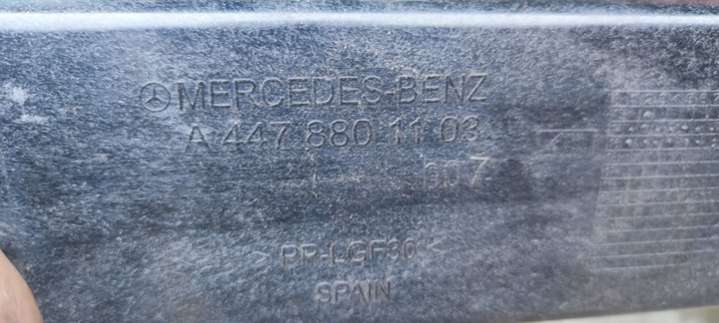 MERCEDES-BENZ
A 447 880 11 03
>PP-LGF30<
SPAIN